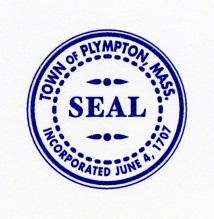 TOWN OF PLYMPTON, MASS.
SEAL
INCORPORATED JUNE 4, 1707